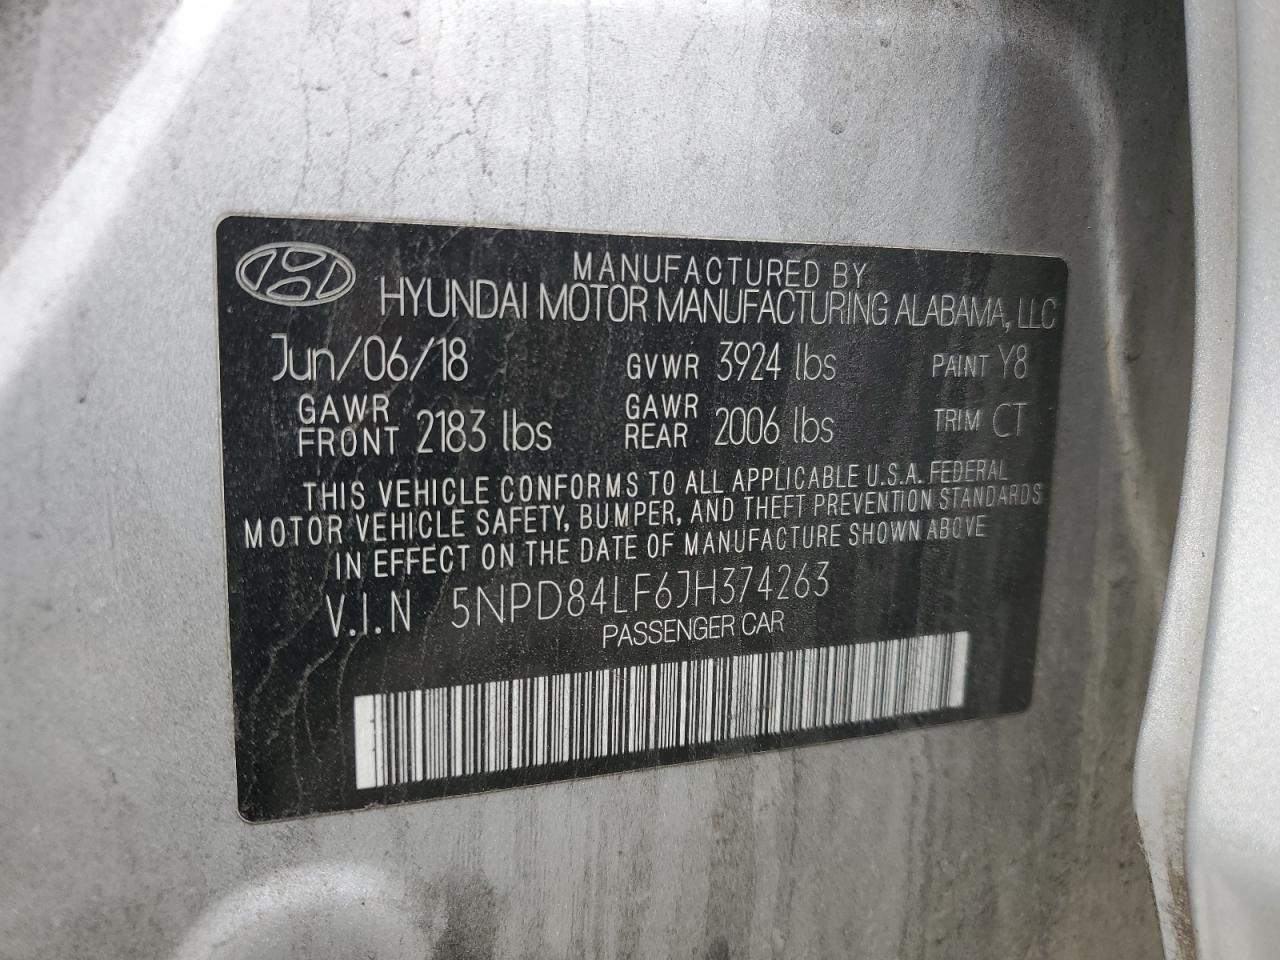 MANUFACTURED BY
HYUNDAI MOTOR MANUFACTURING ALABAMA, LLC
Jun/06/18 GVWR 3924 lbs PAINT Y8
GAWR FRONT 2183 lbs GAWR REAR 2006 lbs TRIM CT
THIS VEHICLE CONFORMS TO ALL APPLICABLE U.S.A. FEDERAL
MOTOR VEHICLE SAFETY, BUMPER, AND THEFT PREVENTION STANDARDS
IN EFFECT ON THE DATE OF MANUFACTURE SHOWN ABOVE
V.I.N 5NPD84LF6JH374263
PASSENGER CAR